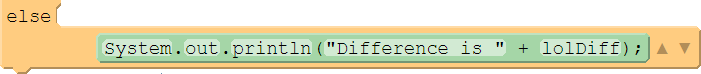 else
System.out.println("Difference is " + lolDiff);